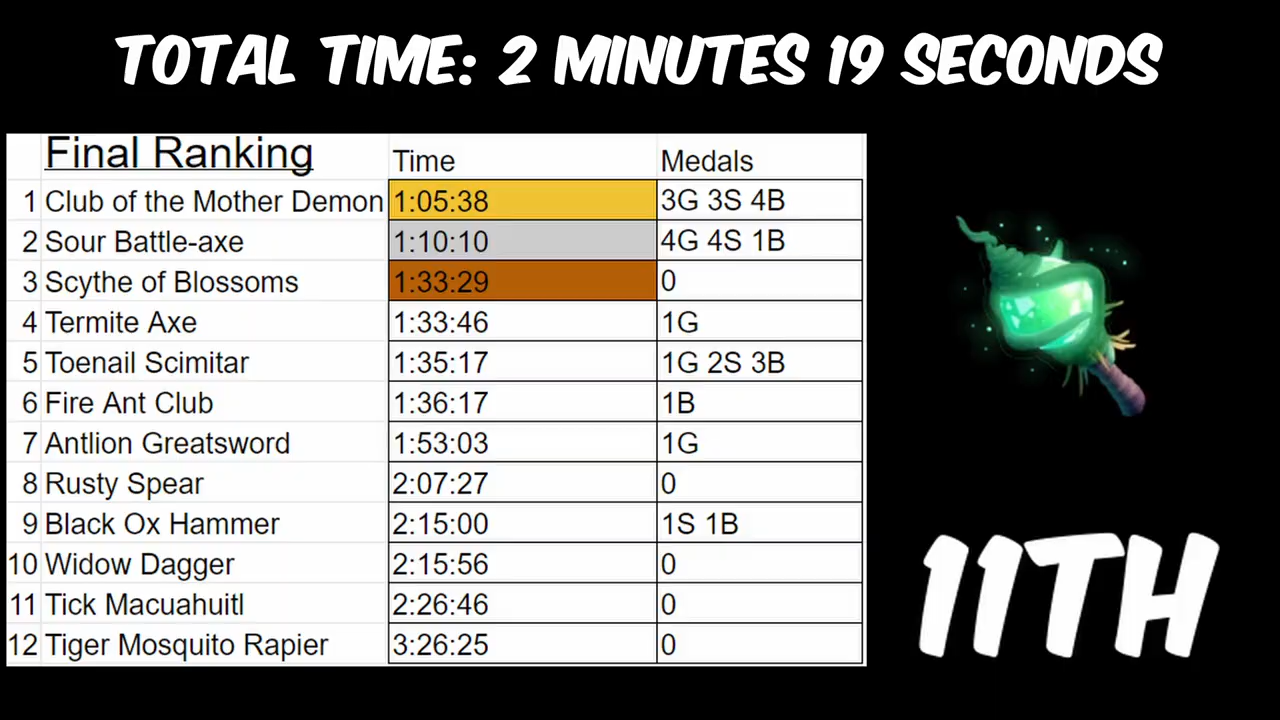 TOTAL TIME: 2 MINUTES 19 SECONDS
Final Ranking Time Medals
1 Club of the Mother Demon 1:05:38 3G 3S 4B
2 Sour Battle-axe 1:10:10 4G 4S 1B
3 Scythe of Blossoms 1:33:29 0
4 Termite Axe 1:33:46 1G
5 Toenail Scimitar 1:35:17 1G 2S 3B
6 Fire Ant Club 1:36:17 1B
7 Antlion Greatsword 1:53:03 1G
8 Rusty Spear 2:07:27 0
9 Black Ox Hammer 2:15:00 1S 1B
10 Widow Dagger 2:15:56 0
11 Tick Macuahuitl 2:26:46 0
12 Tiger Mosquito Rapier 3:26:25 0
11TH